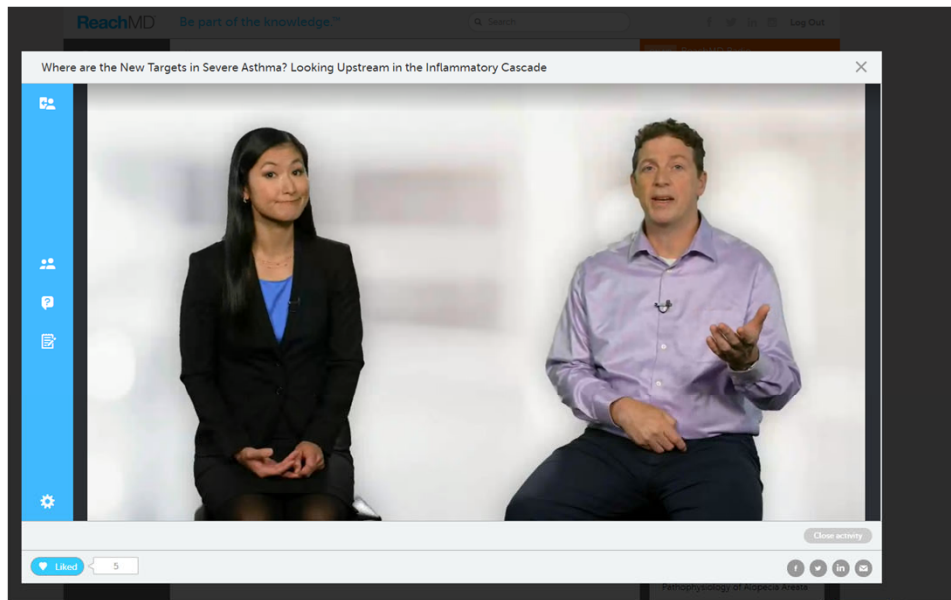 ReachMD Be part of the knowledge.™ Search Log Out
Where are the New Targets in Severe Asthma? Looking Upstream in the Inflammatory Cascade
Close activity
Liked 5
Pathophysiology of Alopecia Areata